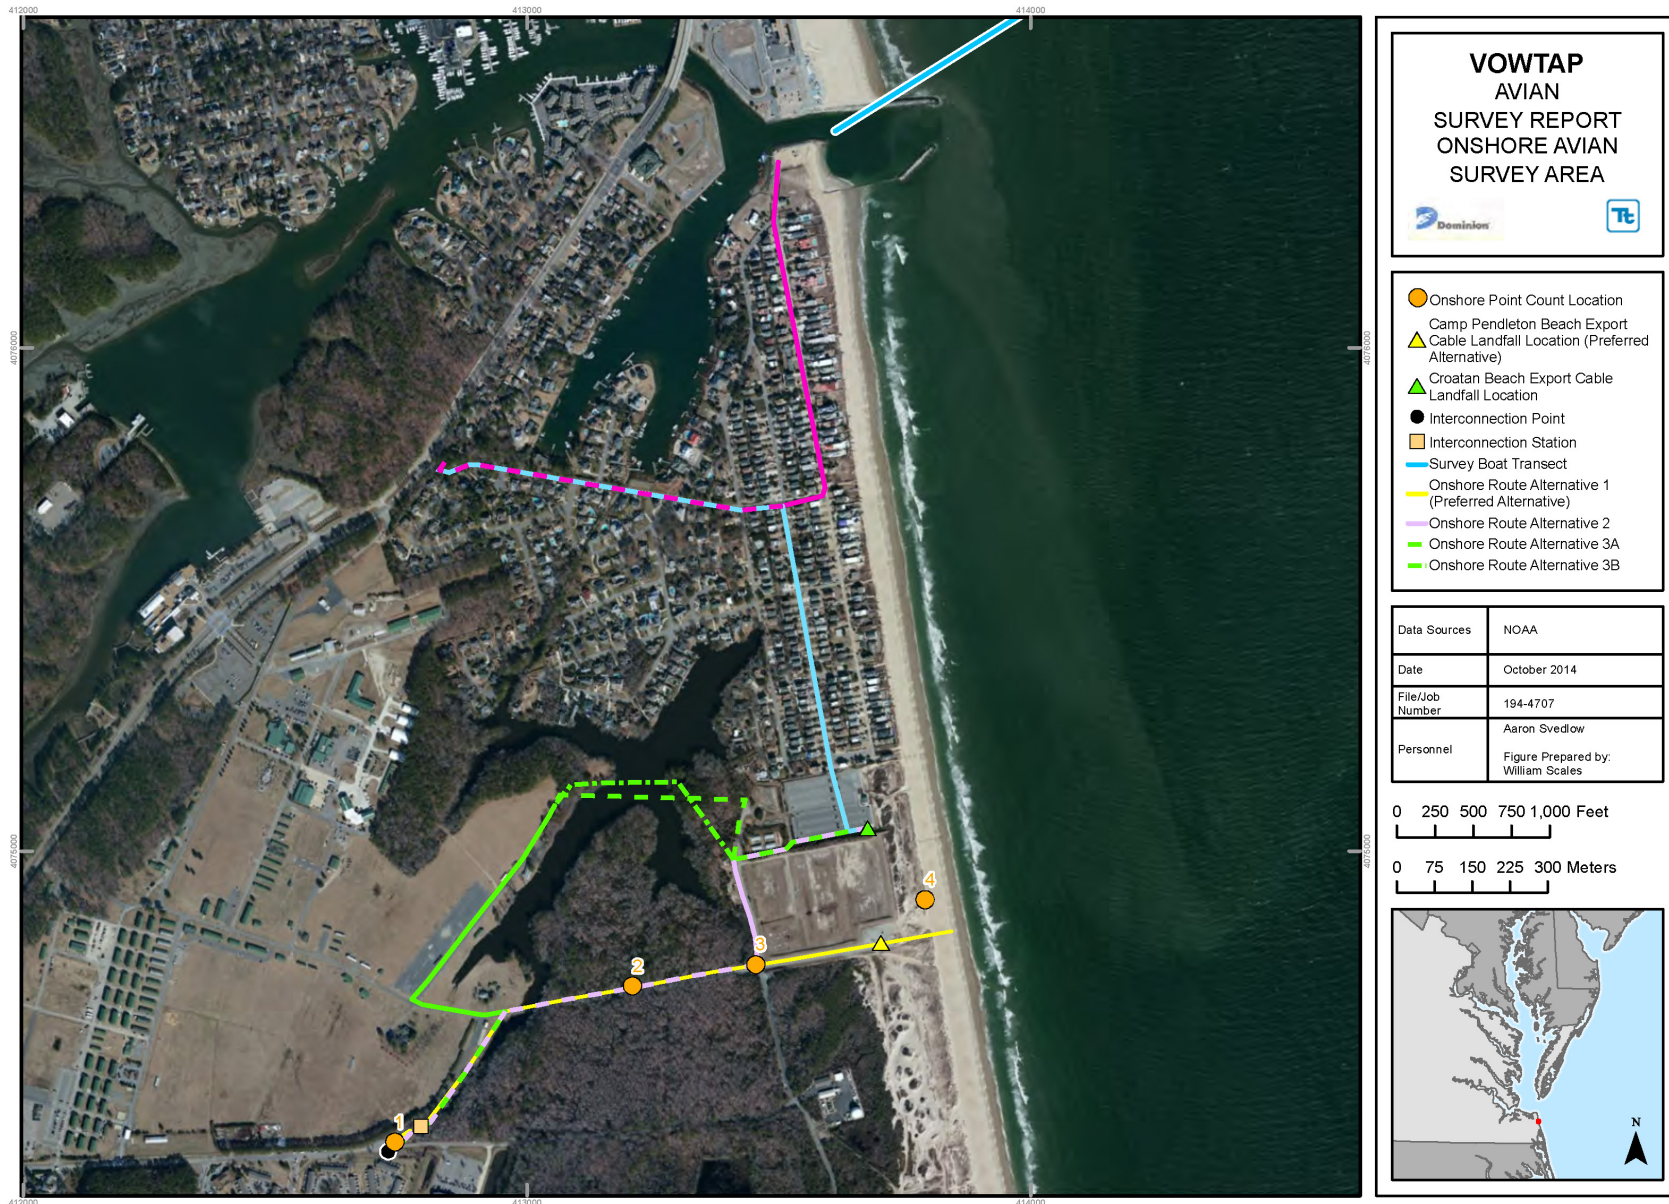 412000
413000
414000
4076000
4076000
4075000
4075000
1
2
3
4
412000
413000
414000
VOWTAP
AVIAN
SURVEY REPORT
ONSHORE AVIAN
SURVEY AREA
Dominion
Tt
Onshore Point Count Location
Camp Pendleton Beach Export
Cable Landfall Location (Preferred
Alternative)
Croatan Beach Export Cable
Landfall Location
Interconnection Point
Interconnection Station
Survey Boat Transect
Onshore Route Alternative 1
(Preferred Alternative)
Onshore Route Alternative 2
Onshore Route Alternative 3A
Onshore Route Alternative 3B
Data Sources NOAA
Date October 2014
File/Job
Number 194-4707
Personnel Aaron Svedlow
Figure Prepared by:
William Scales
0 250 500 750 1,000 Feet
0 75 150 225 300 Meters
N